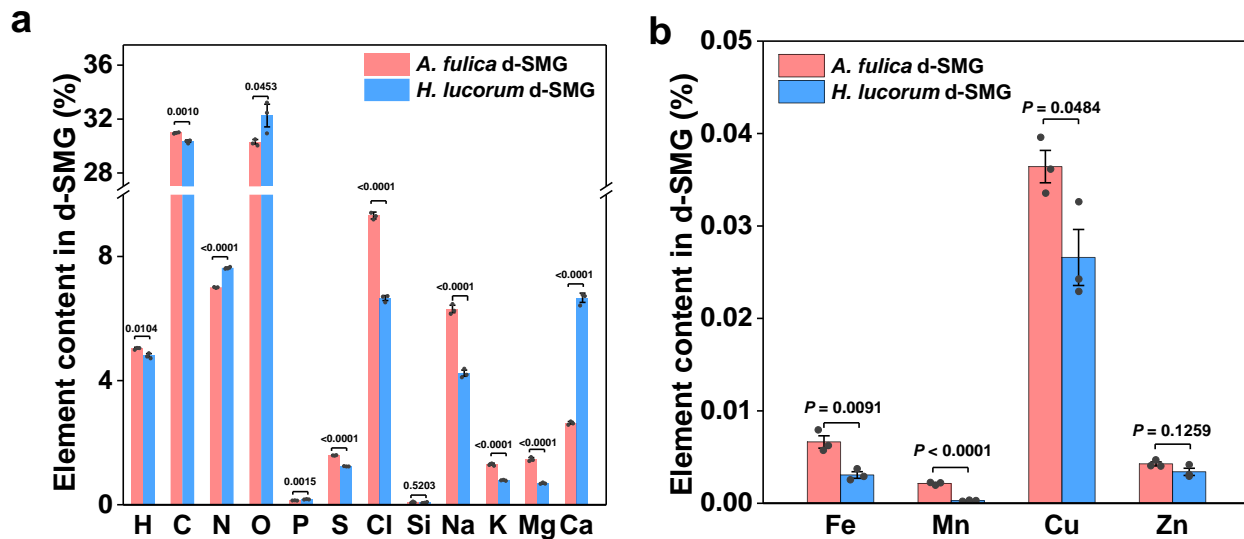 a
Element content in d-SMG (%)
36
32
28
8
4
0
A. fulica d-SMG
H. lucorum d-SMG
0.0104
0.0010
<0.0001
0.0453
0.0015
<0.0001
<0.0001
0.5203
<0.0001
<0.0001
<0.0001
<0.0001
H C N O P S Cl Si Na K Mg Ca
b
Element content in d-SMG (%)
0.05
0.04
0.03
0.02
0.01
0.00
A. fulica d-SMG
H. lucorum d-SMG
P = 0.0091
P < 0.0001
P = 0.0484
P = 0.1259
Fe Mn Cu Zn